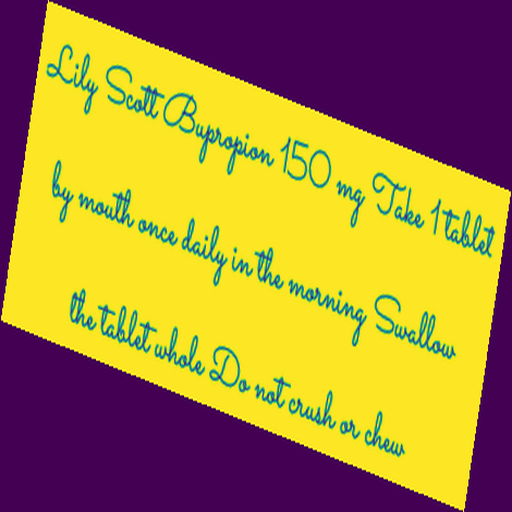 Lily Scott Bupropion 150 mg Take 1 tablet
by mouth once daily in the morning Swallow
the tablet whole Do not crush or chew